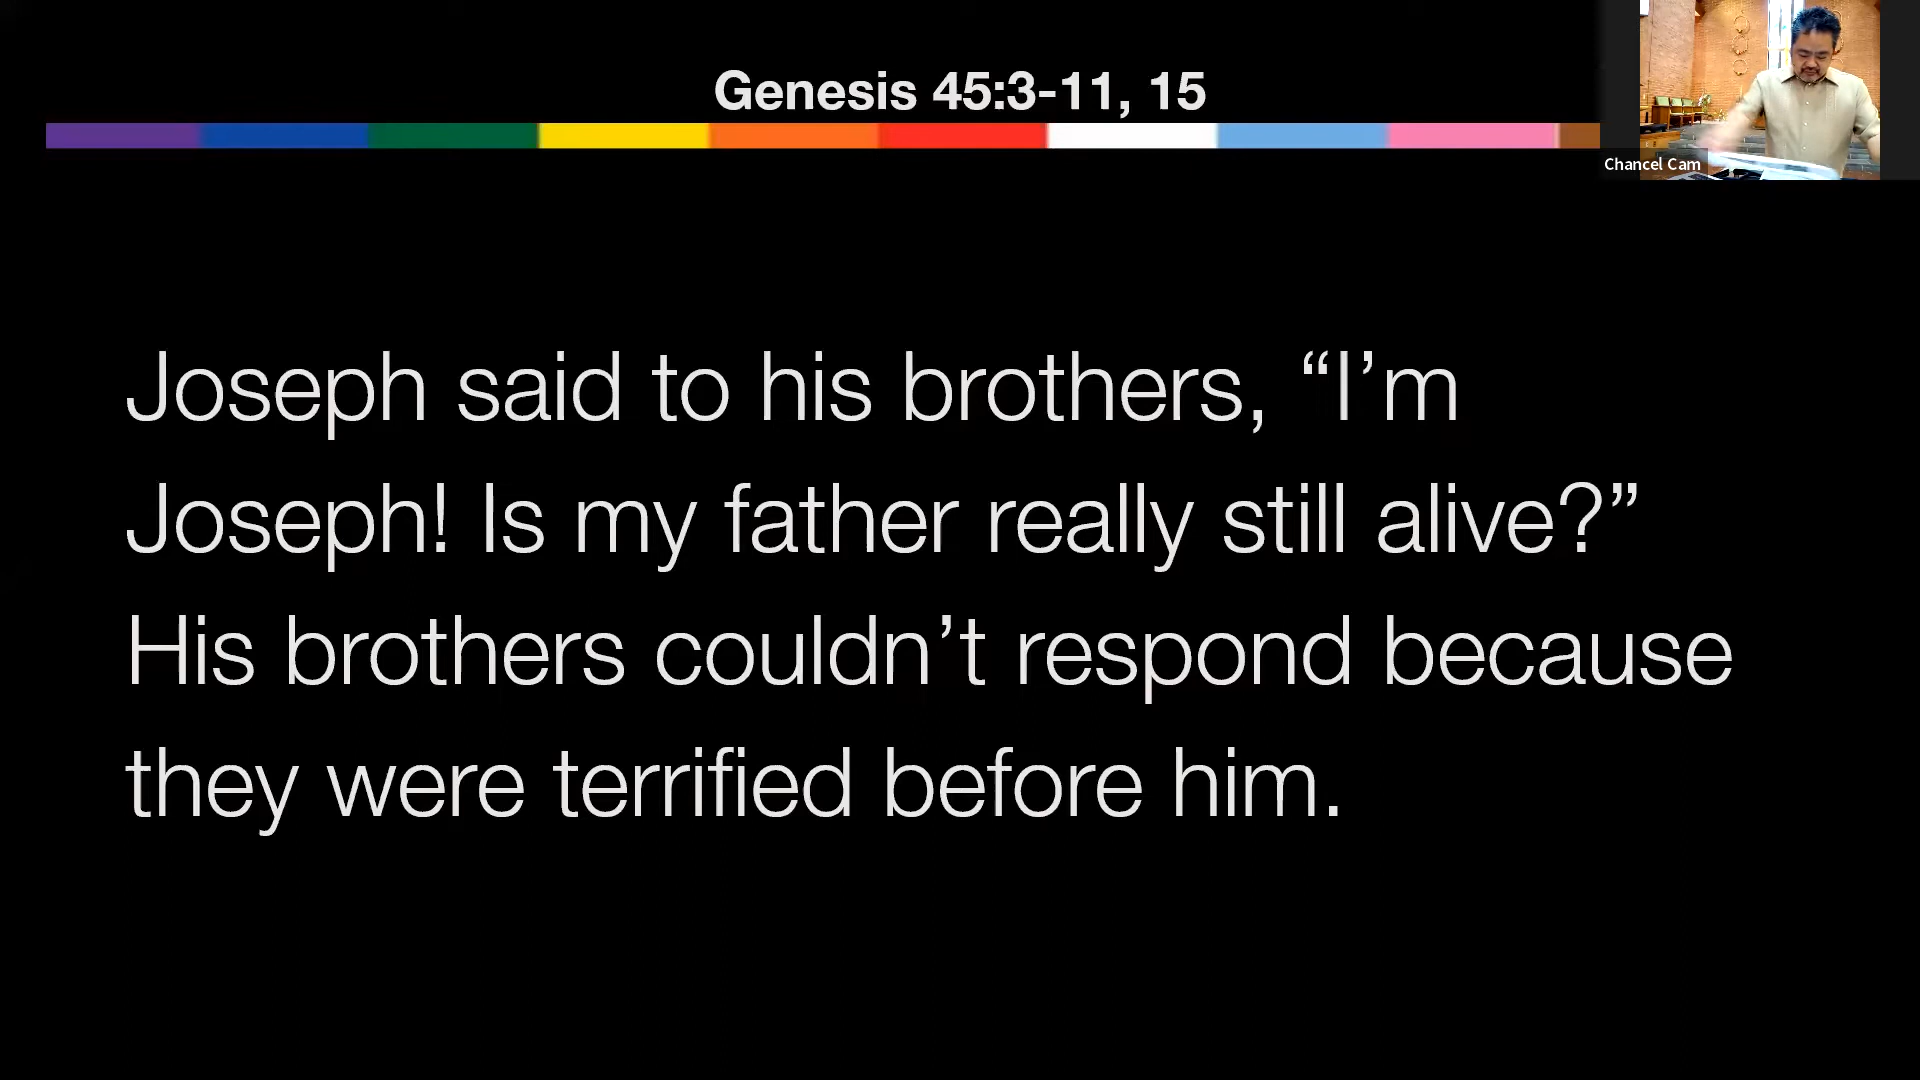 Genesis 45:3-11, 15
Chancel Cam
Joseph said to his brothers, “I’m
Joseph! Is my father really still alive?”
His brothers couldn’t respond because
they were terrified before him.